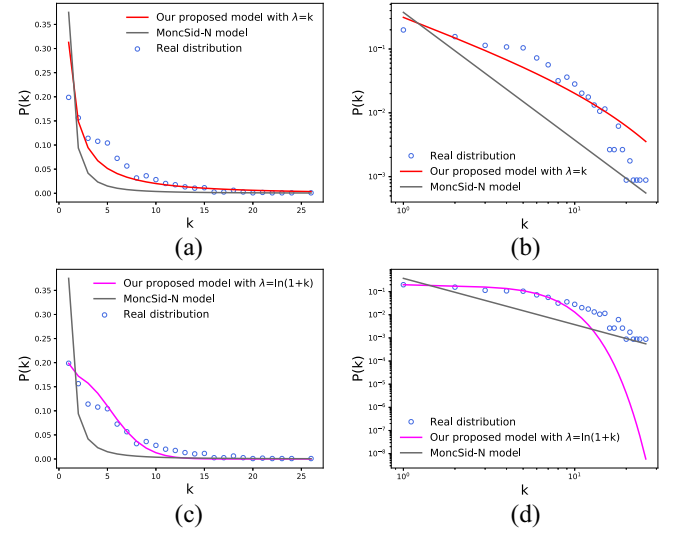 Our proposed model with λ=k
MoncSid-N model
Real distribution
P(k)
0.35
0.30
0.25
0.20
0.15
0.10
0.05
0.00
0 5 10 15 20 25
k
(a)
P(k)
10⁻¹
10⁻²
10⁻³
Real distribution
Our proposed model with λ=k
MoncSid-N model
10⁰ 10¹
k
(b)
Our proposed model with λ=ln(1+k)
MoncSid-N model
Real distribution
P(k)
0.35
0.30
0.25
0.20
0.15
0.10
0.05
0.00
0 5 10 15 20 25
k
(c)
P(k)
10⁻¹
10⁻²
10⁻³
10⁻⁴
10⁻⁵
10⁻⁶
10⁻⁷
10⁻⁸
10⁻⁹
Real distribution
Our proposed model with λ=ln(1+k)
MoncSid-N model
10⁰ 10¹
k
(d)